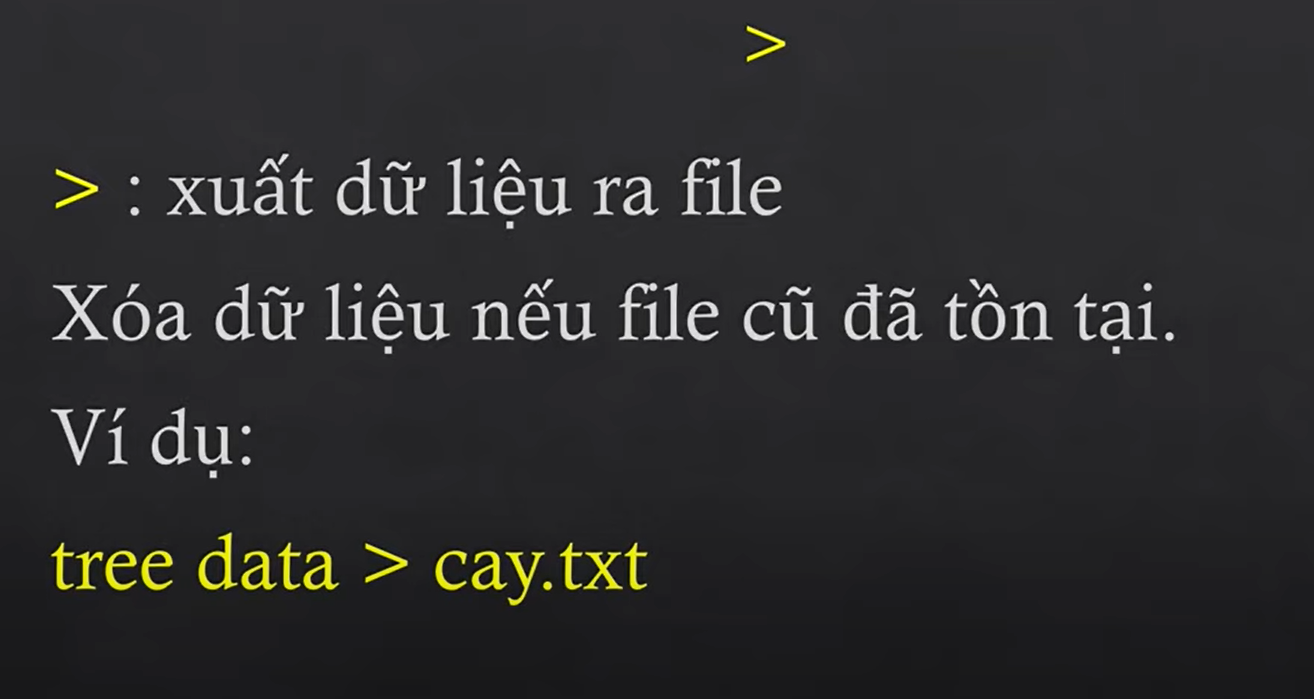 >
> : xuất dữ liệu ra file
Xóa dữ liệu nếu file cũ đã tồn tại.
Ví dụ:
tree data > cay.txt